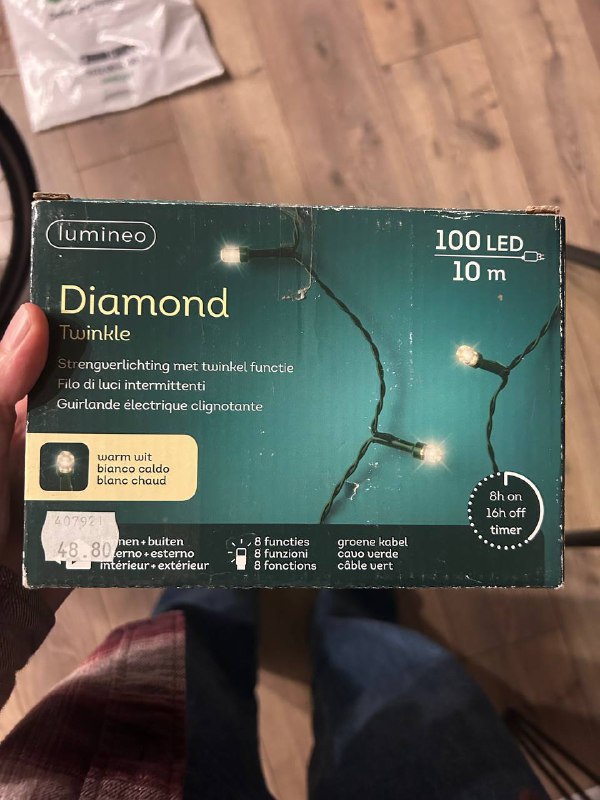 lumineo
100 LED
10 m
Diamond
Twinkle
Strengverlichting met twinkel functie
Filo di luci intermittenti
Guirlande électrique clignotante
warm wit
bianco caldo
blanc chaud
8h on
16h off
timer
407921
48.80
+ buiten
+ esterno
intérieur + extérieur
8 functies
8 funzioni
8 fonctions
groene kabel
cavo verde
câble vert